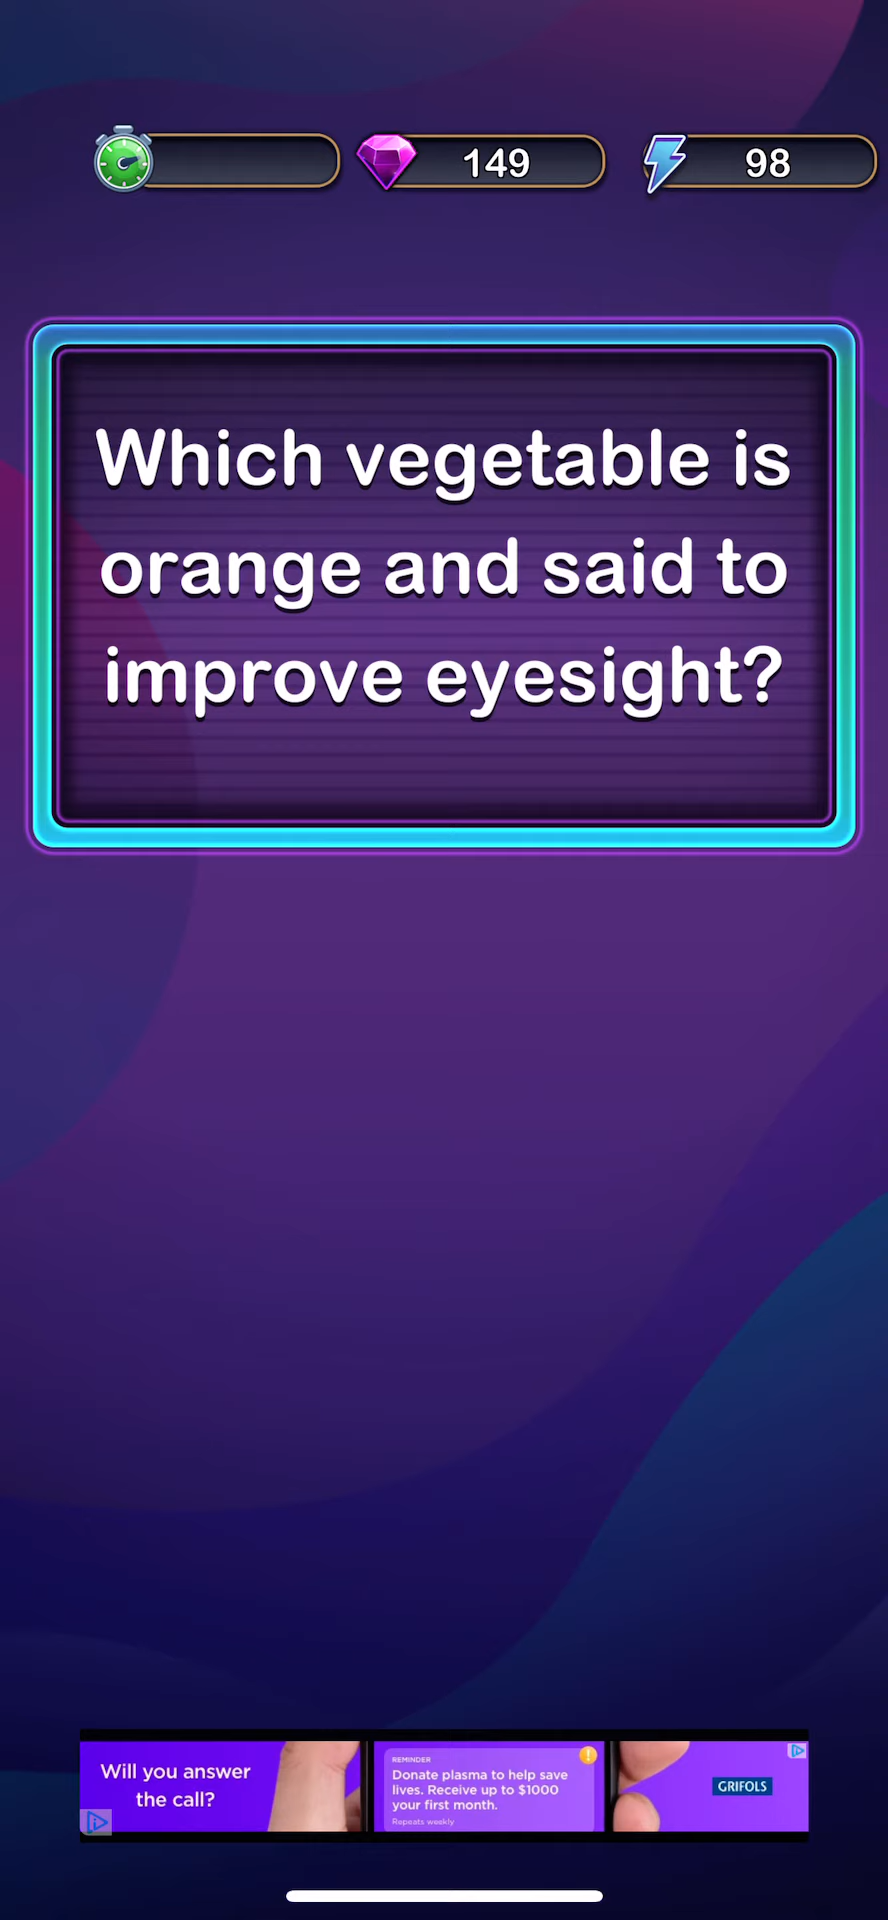 149
98
Which vegetable is
orange and said to
improve eyesight?
Will you answer
the call?
REMINDER
Donate plasma to help save
lives. Receive up to $1000
your first month.
Repeats weekly
GRIFOLS